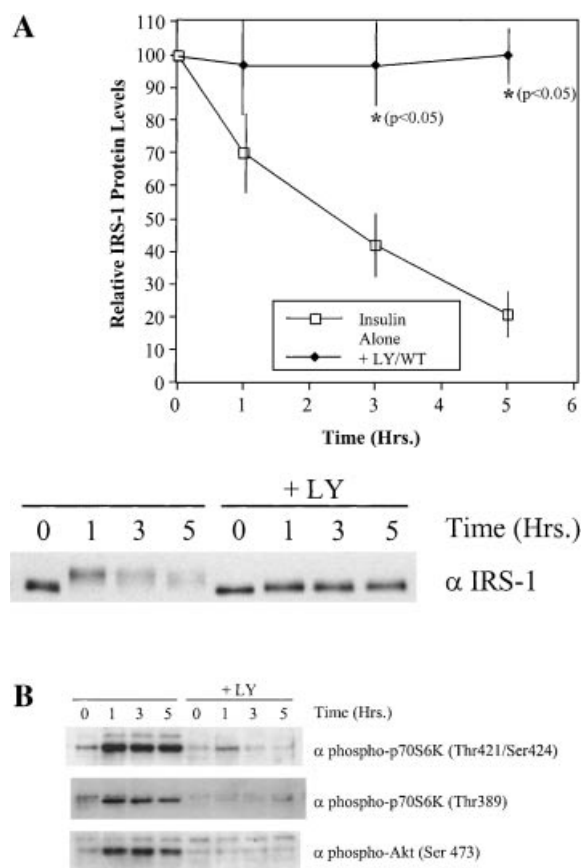 A
Relative IRS-1 Protein Levels
110
100
90
80
70
60
50
40
30
20
10
0
*(p<0.05)
*(p<0.05)
Insulin
Alone
+ LY/WT
0 1 2 3 4 5 6
Time (Hrs.)
+ LY
0 1 3 5 0 1 3 5 Time (Hrs.)
α IRS-1
B
+ LY
0 1 3 5 0 1 3 5 Time (Hrs.)
α phospho-p70S6K (Thr421/Ser424)
α phospho-p70S6K (Thr389)
α phospho-Akt (Ser 473)